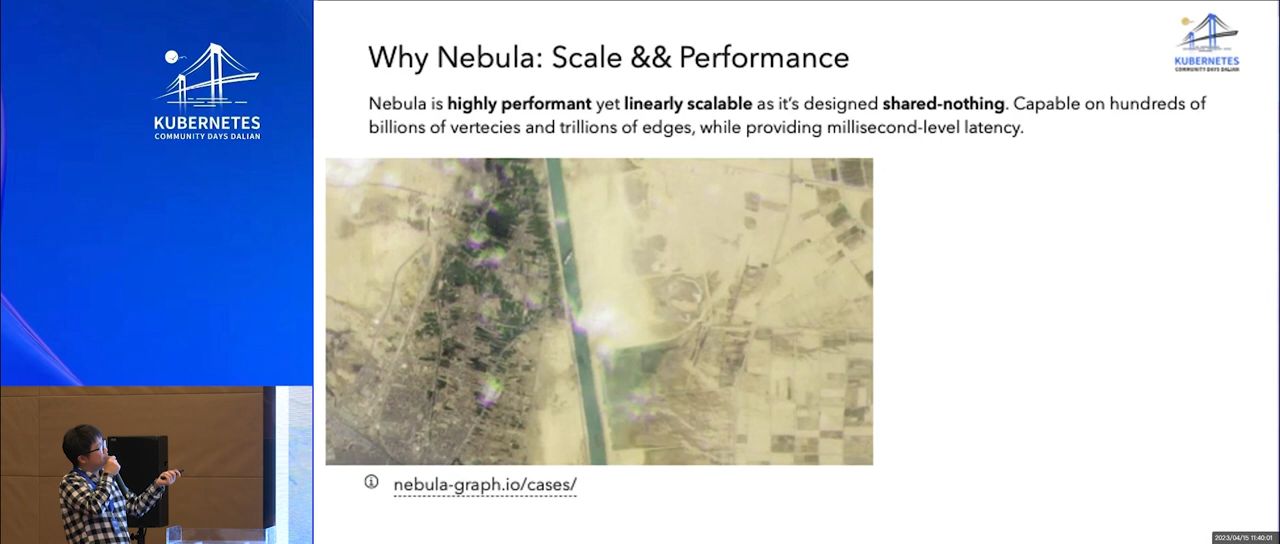 KUBERNETES
COMMUNITY DAYS DALIAN
Why Nebula: Scale && Performance
KUBERNETES
COMMUNITY DAYS DALIAN
Nebula is highly performant yet linearly scalable as it’s designed shared-nothing. Capable on hundreds of
billions of vertecies and trillions of edges, while providing millisecond-level latency.
nebula-graph.io/cases/
2023/04/15 11:40:01